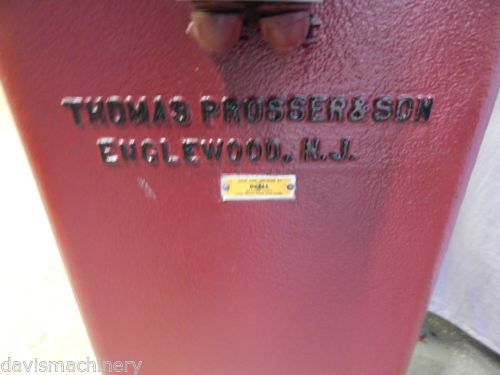 THOMAS PROSSER & SON
ENGLEWOOD, N.J.
davismachinery